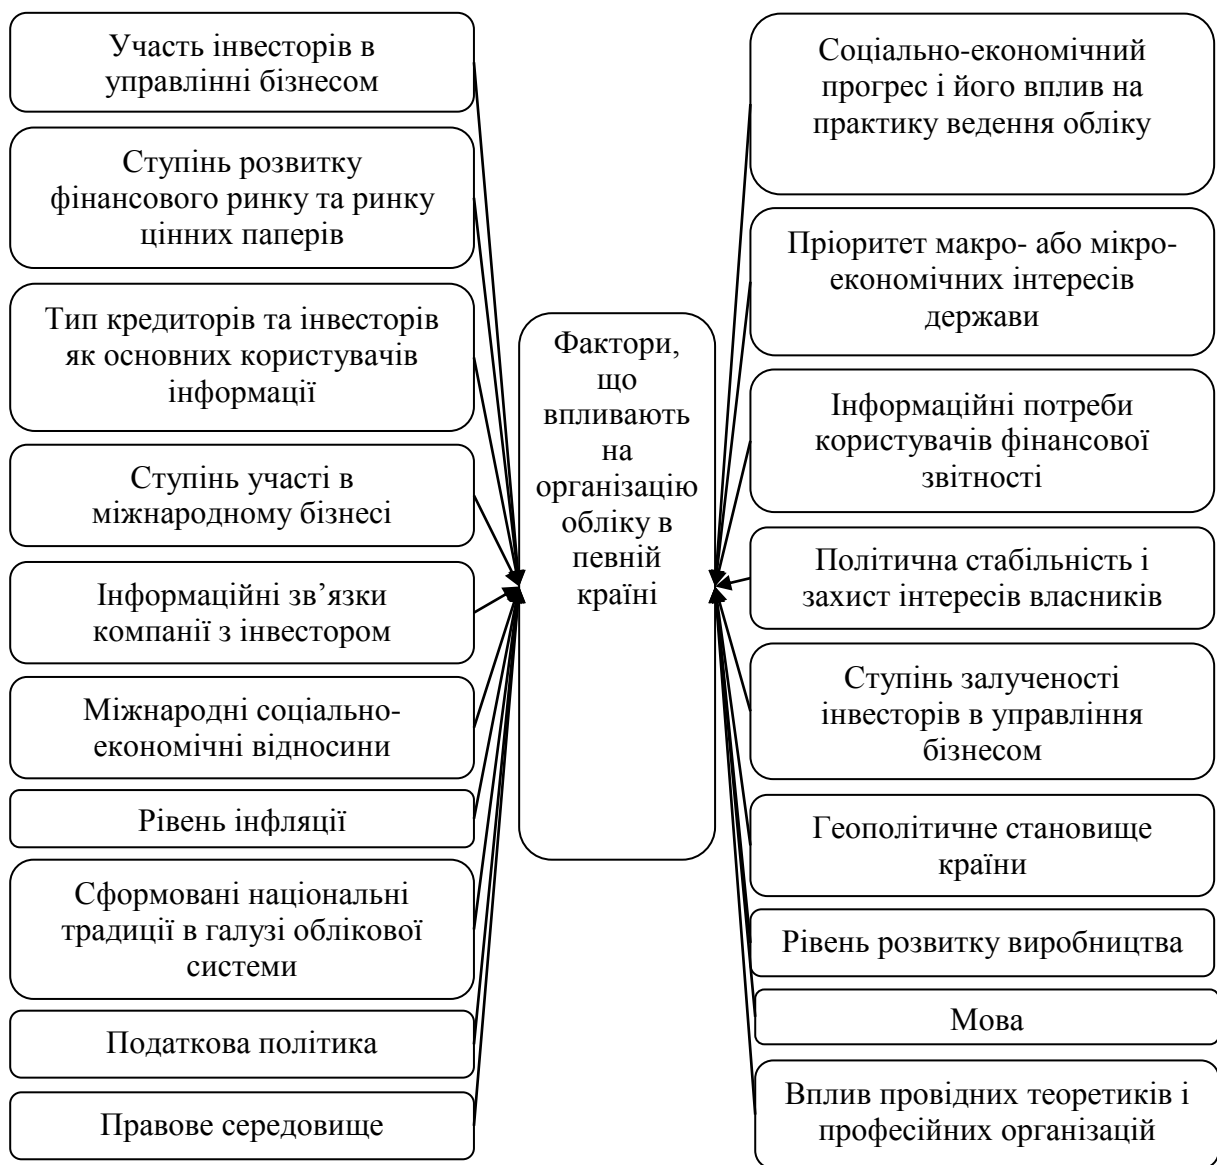 Участь інвесторів в
управлінні бізнесом
Ступінь розвитку
фінансового ринку та ринку
цінних паперів
Тип кредиторів та інвесторів
як основних користувачів
інформації
Ступінь участі в
міжнародному бізнесі
Інформаційні зв’язки
компанії з інвестором
Міжнародні соціально-
економічні відносини
Рівень інфляції
Сформовані національні
традиції в галузі облікової
системи
Податкова політика
Правове середовище
Фактори,
що
впливають
на
організацію
обліку в
певній
країні
Соціально-економічний
прогрес і його вплив на
практику ведення обліку
Пріоритет макро- або мікро-
економічних інтересів
держави
Інформаційні потреби
користувачів фінансової
звітності
Політична стабільність і
захист інтересів власників
Ступінь залученості
інвесторів в управління
бізнесом
Геополітичне становище
країни
Рівень розвитку виробництва
Мова
Вплив провідних теоретиків і
професійних організацій